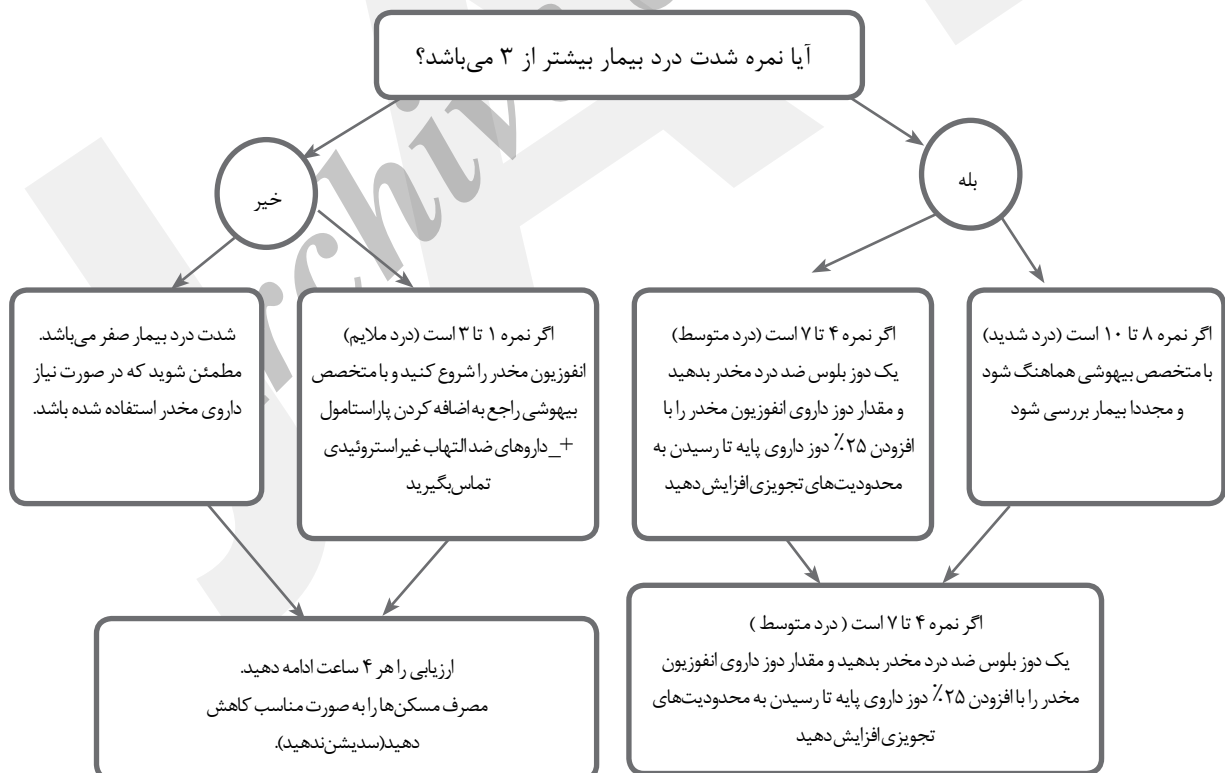 آیا نمره شدت درد بیمار بیشتر از ۳ می‌باشد؟
بله
خیر
اگر نمره ۸ تا ۱۰ است (درد شدید)
با متخصص بیهوشی هماهنگ شود
و مجددا بیمار بررسی شود
اگر نمره ۴ تا ۷ است (درد متوسط)
یک دوز بلوس ضد درد مخدر بدهید
و مقدار دوز داروی انفوزیون مخدر را با
افزودن ۲۵٪ دوز داروی پایه تا رسیدن به
محدودیت‌های تجویزی افزایش دهید
اگر نمره ۱ تا ۳ است (درد ملایم)
انفوزیون مخدر را شروع کنید و با متخصص
بیهوشی راجع به اضافه کردن پاراستامول
+_داروهای ضد التهاب غیراستروئیدی
تماس بگیرید
شدت درد بیمار صفر می‌باشد.
مطمئن شوید که در صورت نیاز
داروی مخدر استفاده شده باشد.
اگر نمره ۴ تا ۷ است ( درد متوسط )
یک دوز بلوس ضد درد مخدر بدهید و مقدار دوز داروی انفوزیون
مخدر را با افزودن ۲۵٪ دوز داروی پایه تا رسیدن به محدودیت‌های
تجویزی افزایش دهید
ارزیابی را هر ۴ ساعت ادامه دهید.
مصرف مسکن‌ها را به صورت مناسب کاهش
دهید(سدیشن ندهید).